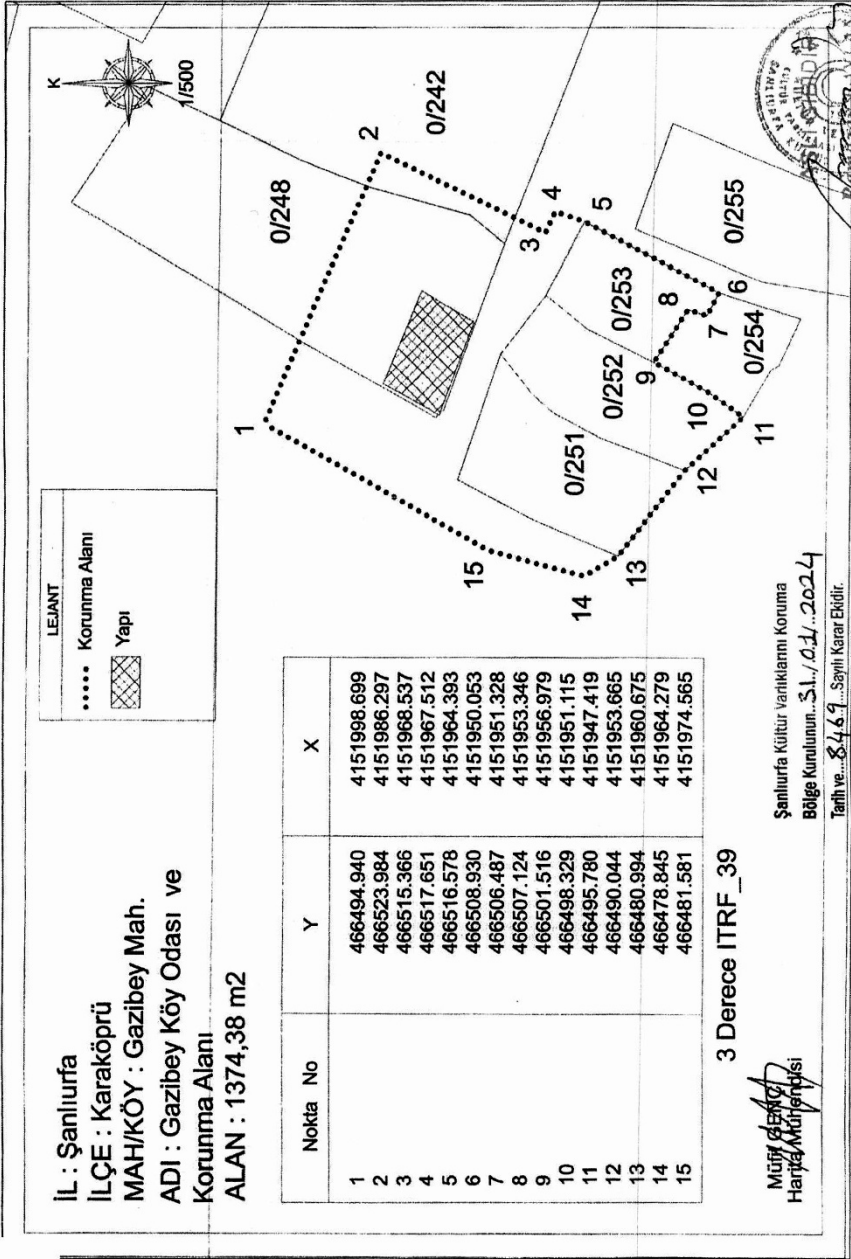 İL : Şanlıurfa
İLÇE : Karaköprü
MAH/KÖY : Gazibey Mah.
ADI : Gazibey Köy Odası ve
Korunma Alanı
ALAN : 1374,38 m2
LEJANT
Korunma Alanı
Yapı
K
1/500
Nokta No Y X
1 466494.940 4151998.699
2 466523.984 4151986.297
3 466515.366 4151968.537
4 466517.651 4151967.512
5 466516.578 4151964.393
6 466508.930 4151950.053
7 466506.487 4151951.328
8 466507.124 4151953.346
9 466501.516 4151956.979
10 466498.329 4151951.115
11 466495.780 4151947.419
12 466490.044 4151953.665
13 466480.994 4151960.675
14 466478.845 4151964.279
15 466481.581 4151974.565
3 Derece ITRF_39
1
2
3
4
5
6
7
8
9
10
11
12
13
14
15
0/248
0/242
0/253
0/255
0/252
0/254
0/251
Müfit GENÇ
Harita Mühendisi
Şanlıurfa Kültür Varlıklarını Koruma
Bölge Kurulunun..31./.01/..2024
Tarih ve...8469...Sayılı Karar Ekidir.
ASLI GİBİDİR